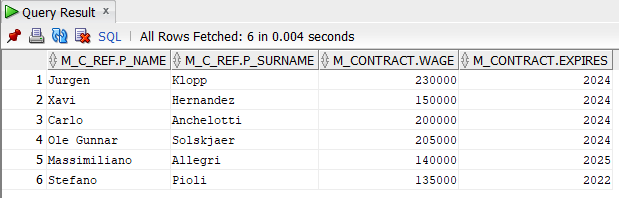 Query Result x
SQL | All Rows Fetched: 6 in 0.004 seconds
M_C_REF.P_NAME M_C_REF.P_SURNAME M_CONTRACT.WAGE M_CONTRACT.EXPIRES
1 Jurgen Klopp 230000 2024
2 Xavi Hernandez 150000 2024
3 Carlo Anchelotti 200000 2024
4 Ole Gunnar Solskjaer 205000 2024
5 Massimiliano Allegri 140000 2025
6 Stefano Pioli 135000 2022